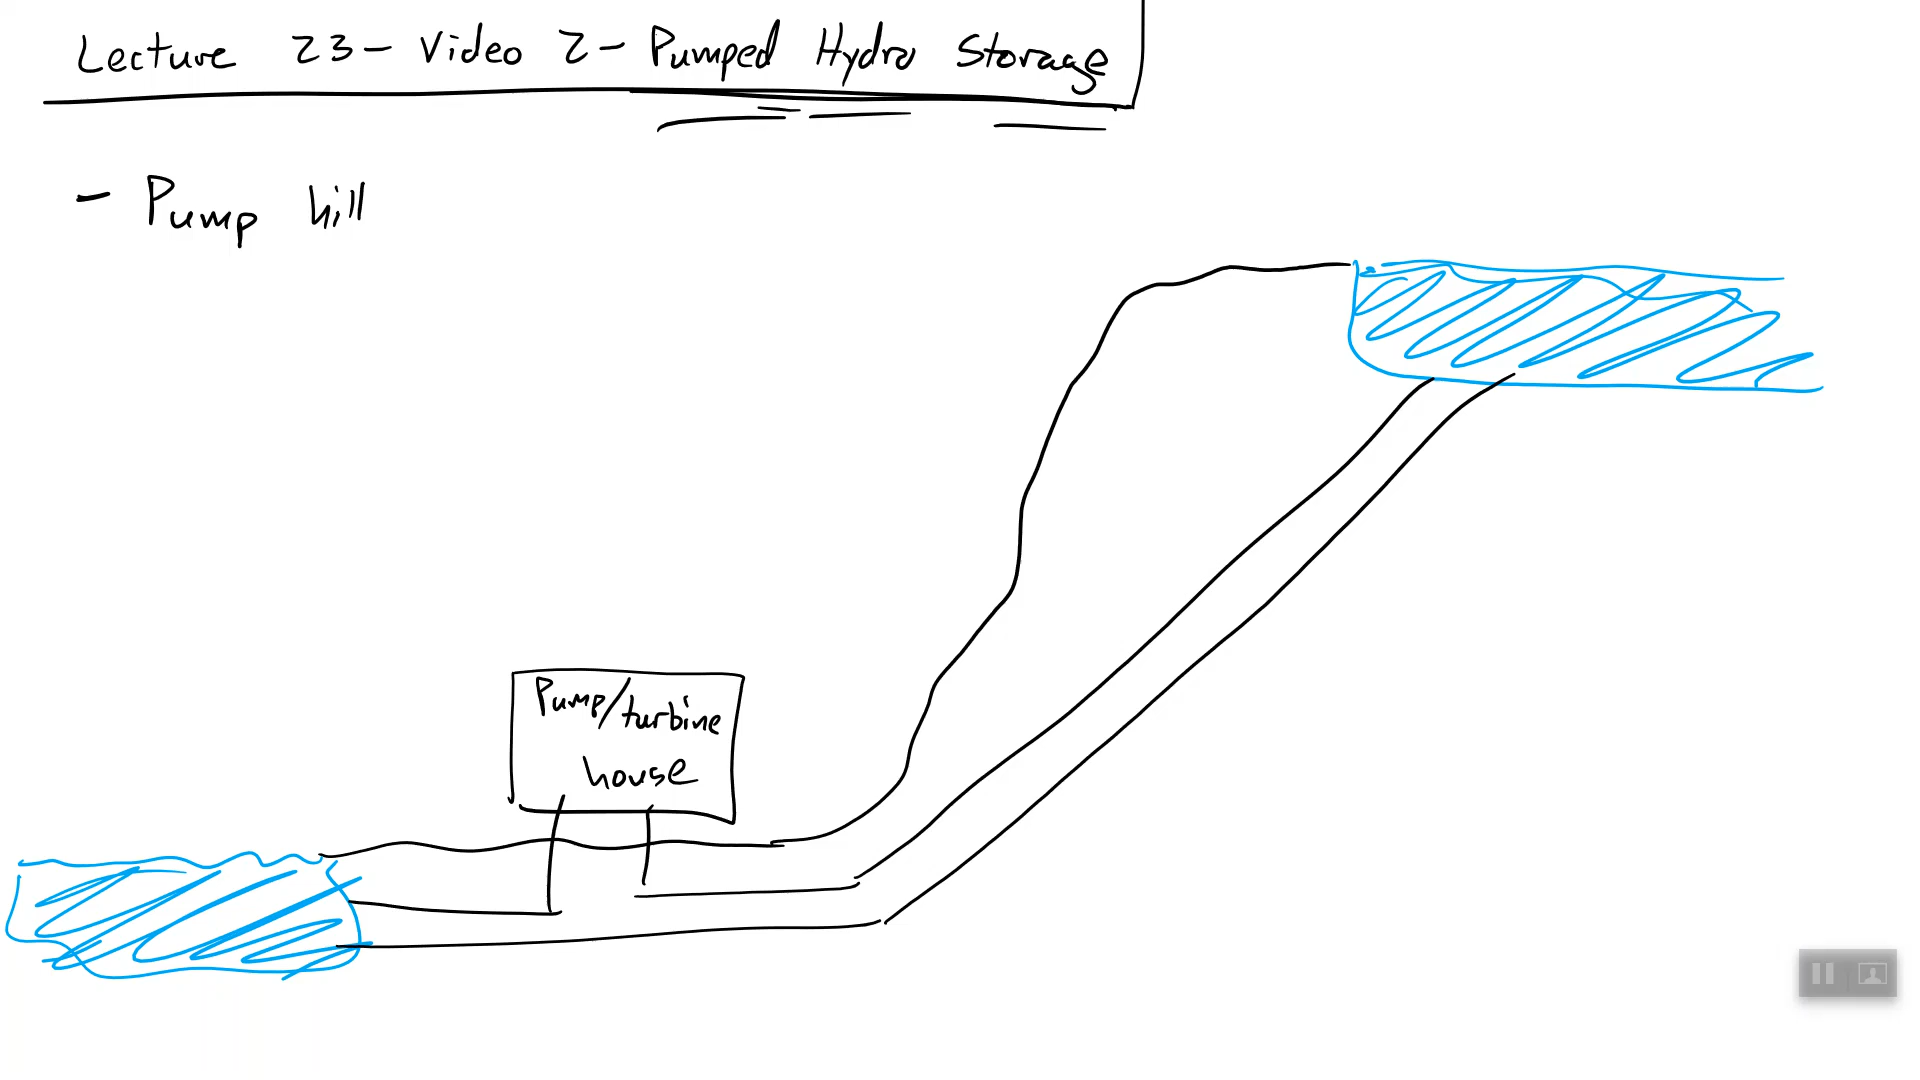 Lecture 23- Video 2- Pumped Hydro Storage
- Pump hill
Pump/turbine
house